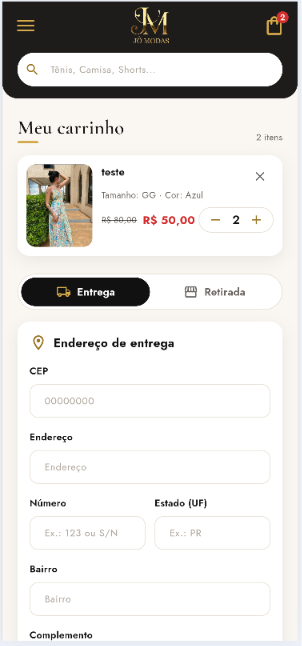 JM
JÔ MODAS
2
Tênis, Camisa, Shorts...
Meu carrinho
2 itens
teste
Tamanho: GG · Cor: Azul
R$ 80,00 R$ 50,00 − 2 +
Entrega Retirada
Endereço de entrega
CEP
00000000
Endereço
Endereço
Número Estado (UF)
Ex.: 123 ou S/N Ex.: PR
Bairro
Bairro
Complemento